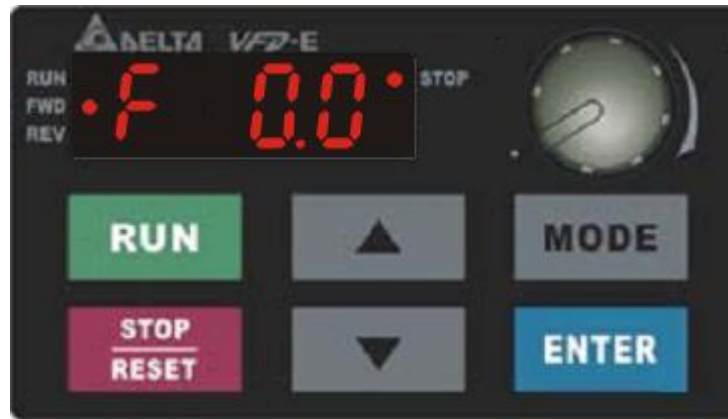 DELTA VFD-E
RUN
FWD
REV
F 0.0
STOP
RUN
MODE
STOP
RESET
ENTER